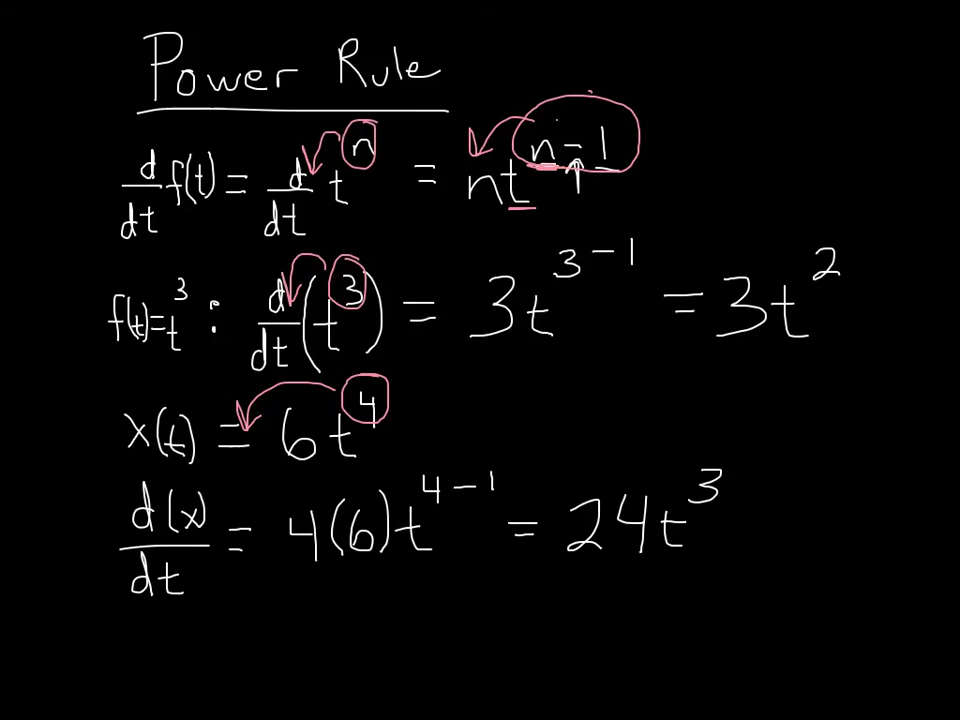 Power Rule
d/dt f(t) = d/dt t^n = nt^(n-1)
f(t)=t^3 : d/dt (t^3) = 3t^(3-1) = 3t^2
x(t) = 6t^4
d(x)/dt = 4(6)t^(4-1) = 24t^3